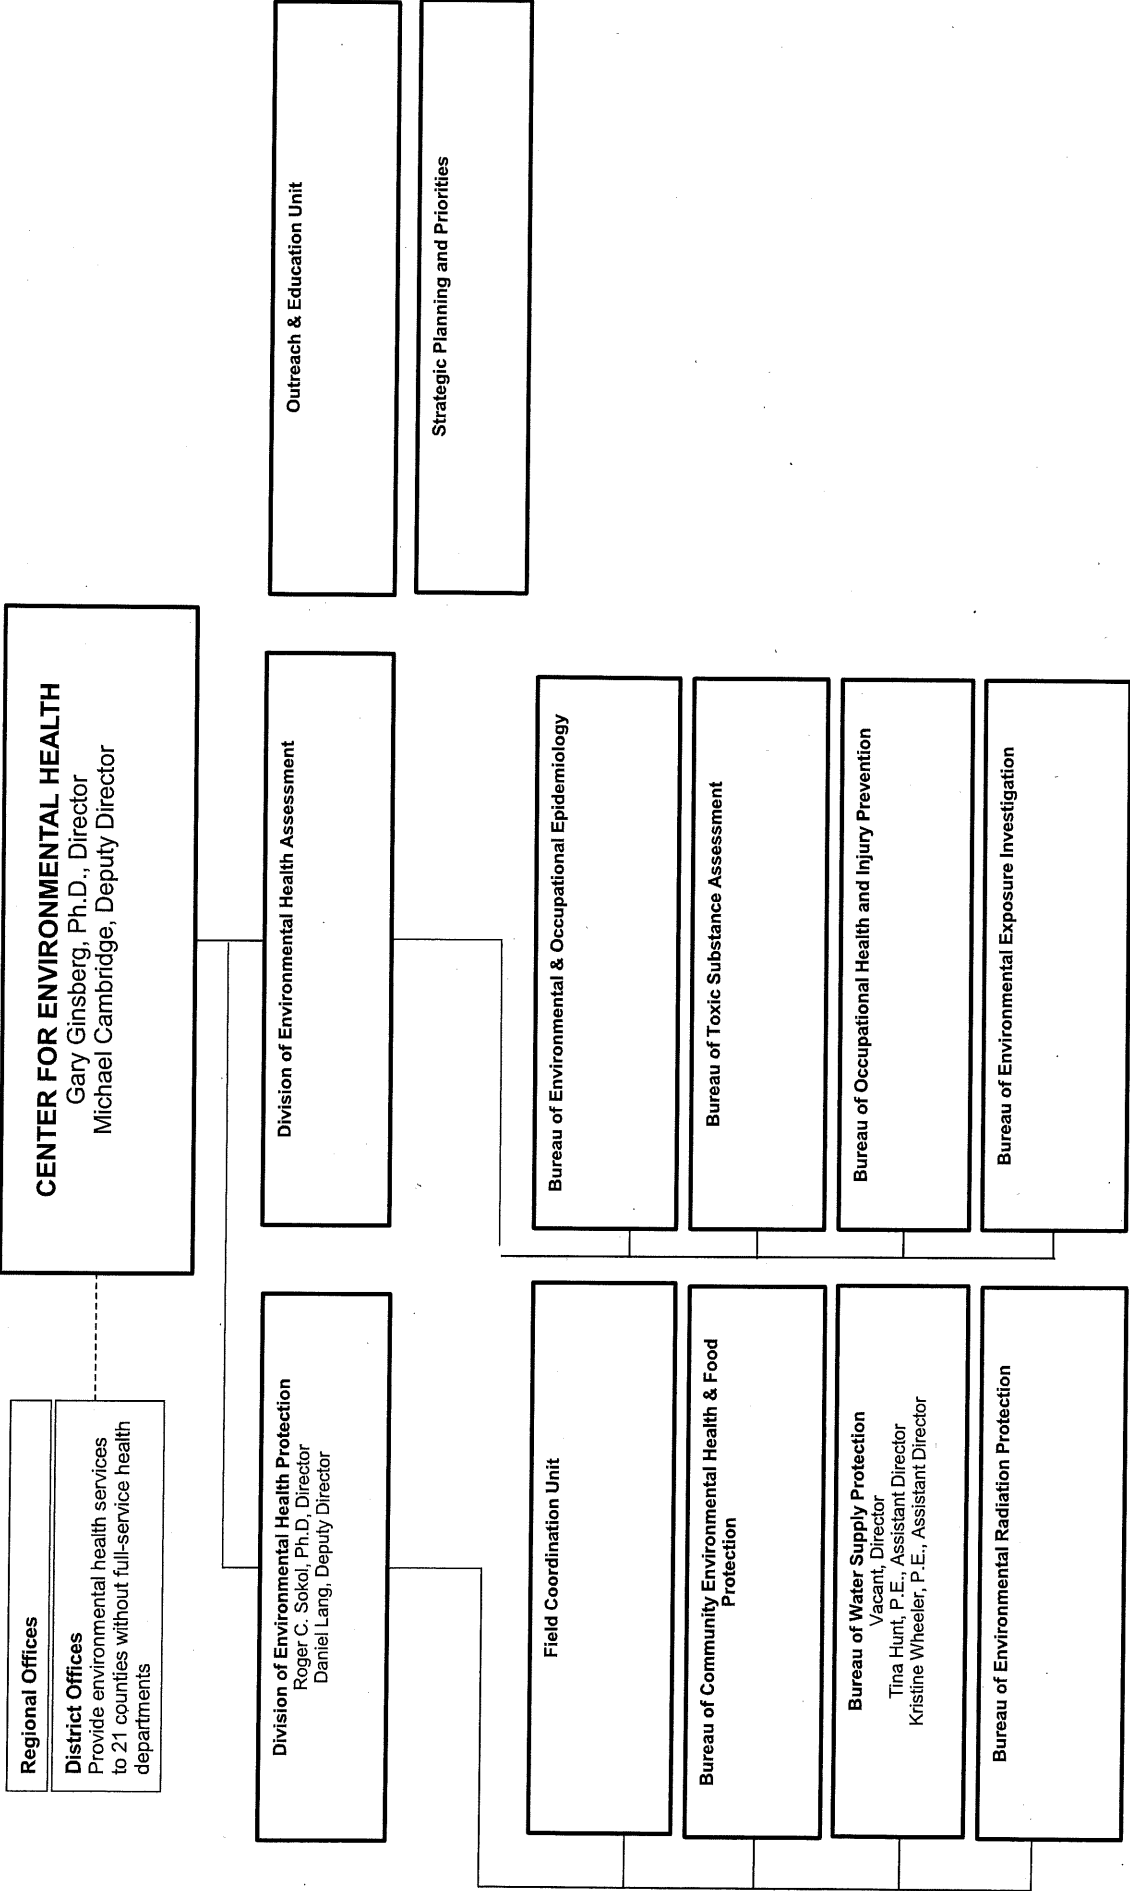 CENTER FOR ENVIRONMENTAL HEALTH
Gary Ginsberg, Ph.D., Director
Michael Cambridge, Deputy Director
Regional Offices
District Offices
Provide environmental health services
to 21 counties without full-service health
departments
Division of Environmental Health Protection
Roger C. Sokol, Ph.D, Director
Daniel Lang, Deputy Director
Division of Environmental Health Assessment
Outreach & Education Unit
Strategic Planning and Priorities
Field Coordination Unit
Bureau of Community Environmental Health & Food
Protection
Bureau of Water Supply Protection
Vacant, Director
Tina Hunt, P.E., Assistant Director
Kristine Wheeler, P.E., Assistant Director
Bureau of Environmental Radiation Protection
Bureau of Environmental & Occupational Epidemiology
Bureau of Toxic Substance Assessment
Bureau of Occupational Health and Injury Prevention
Bureau of Environmental Exposure Investigation